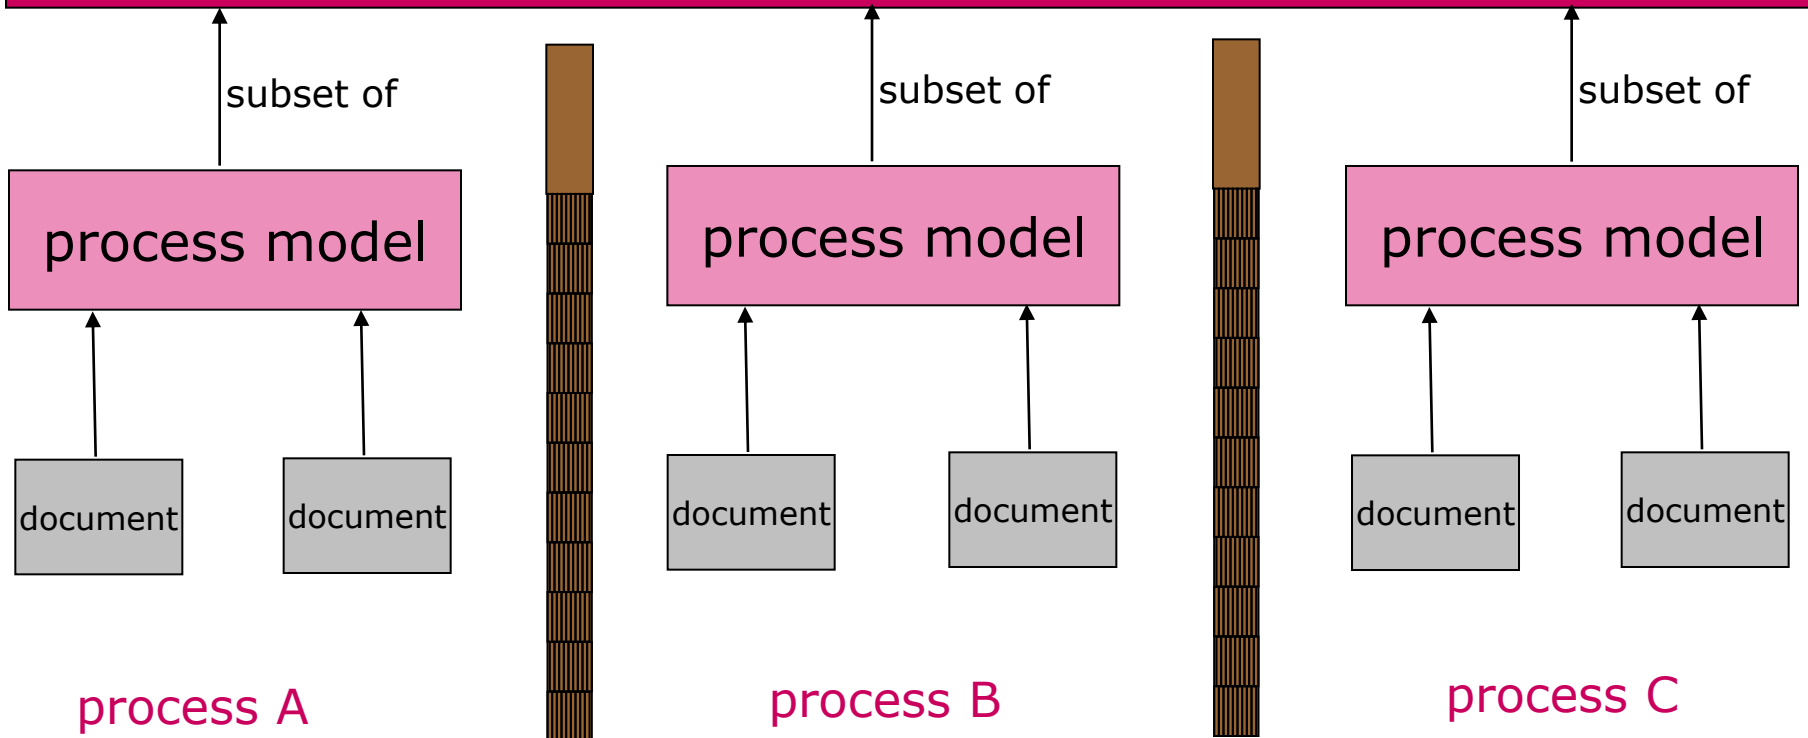 subset of
subset of
subset of
process model
process model
process model
document
document
document
document
document
document
process A
process B
process C